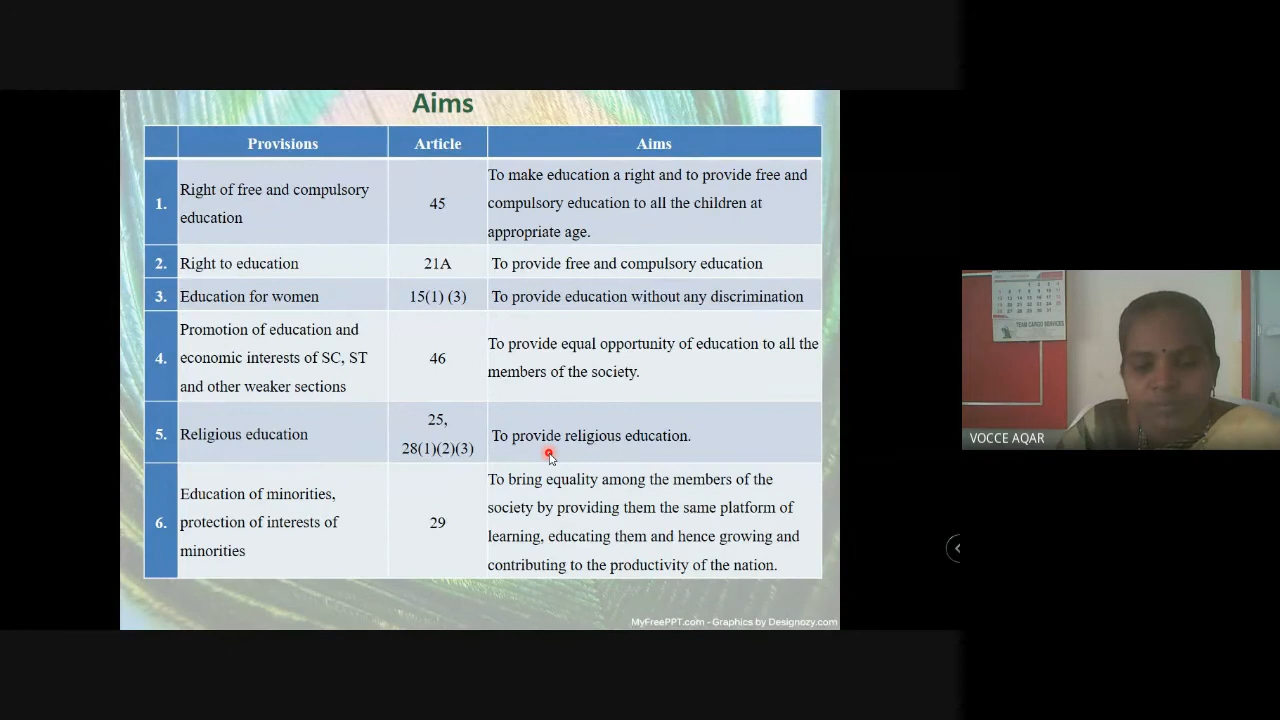 Aims
Provisions Article Aims
1. Right of free and compulsory education 45 To make education a right and to provide free and compulsory education to all the children at appropriate age.
2. Right to education 21A To provide free and compulsory education
3. Education for women 15(1) (3) To provide education without any discrimination
4. Promotion of education and economic interests of SC, ST and other weaker sections 46 To provide equal opportunity of education to all the members of the society.
5. Religious education 25, 28(1)(2)(3) To provide religious education.
6. Education of minorities, protection of interests of minorities 29 To bring equality among the members of the society by providing them the same platform of learning, educating them and hence growing and contributing to the productivity of the nation.
MyFreePPT.com - Graphics by Designozy.com
TEAM CARGO SERVICES
VOCCE AQAR